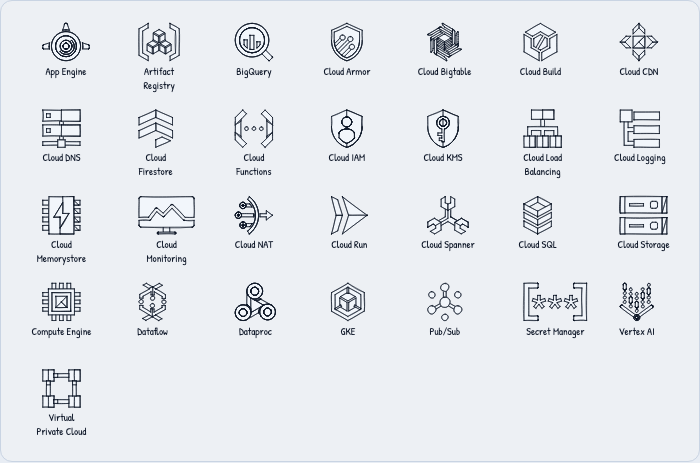 App Engine
Artifact
Registry
BigQuery
Cloud Armor
Cloud Bigtable
Cloud Build
Cloud CDN
Cloud DNS
Cloud
Firestore
Cloud
Functions
Cloud IAM
Cloud KMS
Cloud Load
Balancing
Cloud Logging
Cloud
Memorystore
Cloud
Monitoring
Cloud NAT
Cloud Run
Cloud Spanner
Cloud SQL
Cloud Storage
Compute Engine
Dataflow
Dataproc
GKE
Pub/Sub
Secret Manager
Vertex AI
Virtual
Private Cloud